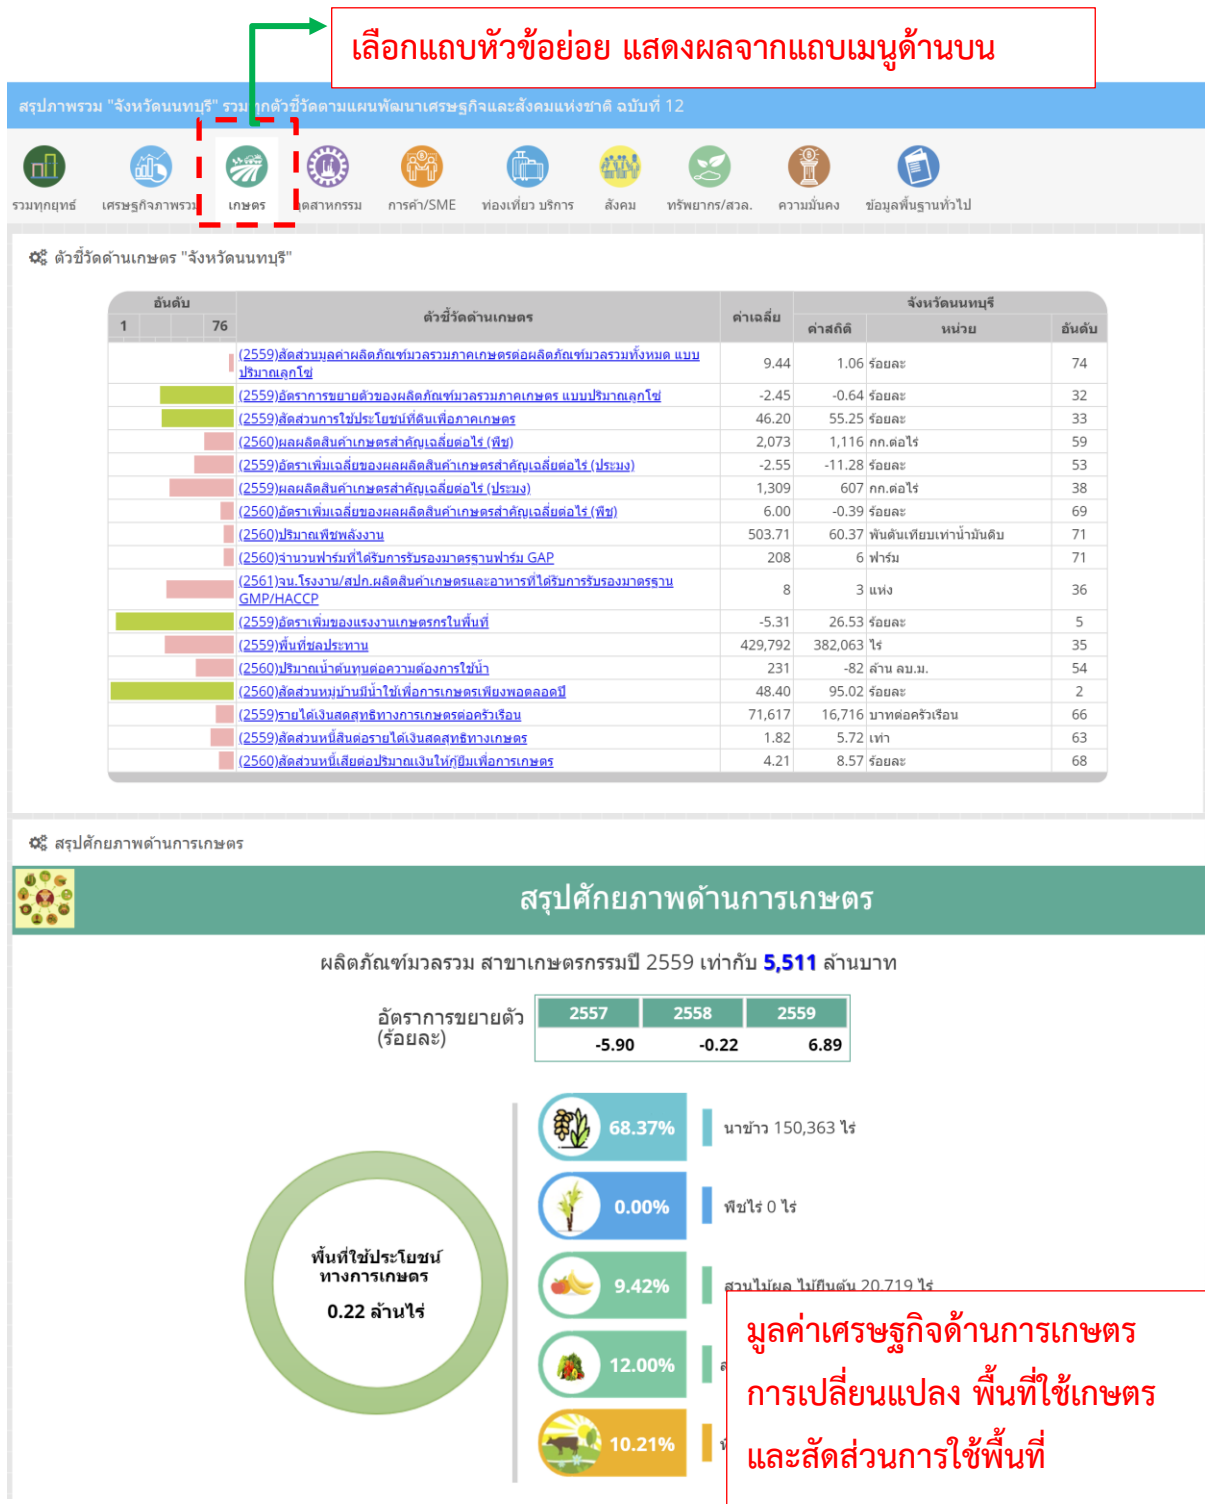 เลือกแถบหัวข้อย่อย แสดงผลจากแถบเมนูด้านบน
สรุปภาพรวม "จังหวัดนนทบุรี" รวมทุกตัวชี้วัดตามแผนพัฒนาเศรษฐกิจและสังคมแห่งชาติ ฉบับที่ 12
รวมทุกยุทธ์ เศรษฐกิจภาพรวม เกษตร อุตสาหกรรม การค้า/SME ท่องเที่ยว บริการ สังคม ทรัพยากร/สวล. ความมั่นคง ข้อมูลพื้นฐานทั่วไป
ตัวชี้วัดด้านเกษตร "จังหวัดนนทบุรี"
อันดับ ตัวชี้วัดด้านเกษตร ค่าเฉลี่ย จังหวัดนนทบุรี
1 76 ค่าสถิติ หน่วย อันดับ
(2559)สัดส่วนมูลค่าผลิตภัณฑ์มวลรวมภาคเกษตรต่อผลิตภัณฑ์มวลรวมทั้งหมด แบบ
ปริมาณลูกโซ่ 9.44 1.06 ร้อยละ 74
(2559)อัตราการขยายตัวของผลิตภัณฑ์มวลรวมภาคเกษตร แบบปริมาณลูกโซ่ -2.45 -0.64 ร้อยละ 32
(2559)สัดส่วนการใช้ประโยชน์ที่ดินเพื่อภาคเกษตร 46.20 55.25 ร้อยละ 33
(2560)ผลผลิตสินค้าเกษตรสำคัญเฉลี่ยต่อไร่ (พืช) 2,073 1,116 กก.ต่อไร่ 59
(2559)อัตราเพิ่มเฉลี่ยของผลผลิตสินค้าเกษตรสำคัญเฉลี่ยต่อไร่ (ประมง) -2.55 -11.28 ร้อยละ 53
(2559)ผลผลิตสินค้าเกษตรสำคัญเฉลี่ยต่อไร่ (ประมง) 1,309 607 กก.ต่อไร่ 38
(2560)อัตราเพิ่มเฉลี่ยของผลผลิตสินค้าเกษตรสำคัญเฉลี่ยต่อไร่ (พืช) 6.00 -0.39 ร้อยละ 69
(2560)ปริมาณพืชพลังงาน 503.71 60.37 พันตันเทียบเท่าน้ำมันดิบ 71
(2560)จำนวนฟาร์มที่ได้รับการรับรองมาตรฐานฟาร์ม GAP 208 6 ฟาร์ม 71
(2561)จน.โรงงาน/สปก.ผลิตสินค้าเกษตรและอาหารที่ได้รับการรับรองมาตรฐาน
GMP/HACCP 8 3 แห่ง 36
(2559)อัตราเพิ่มของแรงงานเกษตรกรในพื้นที่ -5.31 26.53 ร้อยละ 5
(2559)พื้นที่ชลประทาน 429,792 382,063 ไร่ 35
(2560)ปริมาณน้ำต้นทุนต่อความต้องการใช้น้ำ 231 -82 ล้าน ลบ.ม. 54
(2560)สัดส่วนหมู่บ้านมีน้ำใช้เพื่อการเกษตรเพียงพอตลอดปี 48.40 95.02 ร้อยละ 2
(2559)รายได้เงินสดสุทธิทางการเกษตรต่อครัวเรือน 71,617 16,716 บาทต่อครัวเรือน 66
(2559)สัดส่วนหนี้สินต่อรายได้เงินสดสุทธิทางเกษตร 1.82 5.72 เท่า 63
(2560)สัดส่วนหนี้เสียต่อปริมาณเงินให้กู้ยืมเพื่อการเกษตร 4.21 8.57 ร้อยละ 68
สรุปศักยภาพด้านการเกษตร
สรุปศักยภาพด้านการเกษตร
ผลิตภัณฑ์มวลรวม สาขาเกษตรกรรมปี 2559 เท่ากับ 5,511 ล้านบาท
อัตราการขยายตัว 2557 2558 2559
(ร้อยละ) -5.90 -0.22 6.89
68.37% นาข้าว 150,363 ไร่
0.00% พืชไร่ 0 ไร่
พื้นที่ใช้ประโยชน์
ทางการเกษตร
0.22 ล้านไร่
9.42% สวนไม้ผล ไม้ยืนต้น 20,719 ไร่
12.00%
10.21%
มูลค่าเศรษฐกิจด้านการเกษตร
การเปลี่ยนแปลง พื้นที่ใช้เกษตร
และสัดส่วนการใช้พื้นที่